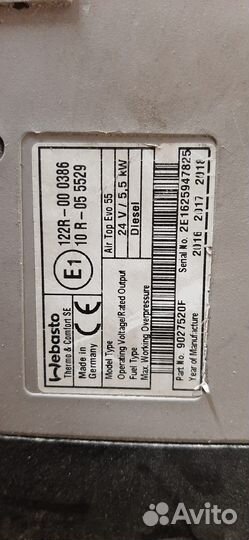 Webasto
Thermo & Comfort SE
Made in
Germany
CE
E1
122R-00 0386
10 R-05 5529
Model Type Air Top Evo 55
Operating Voltage/Rated Output 24 V / 5,5 kW
Fuel Type Diesel
Max. Working Overpressure
Part No. 9027520F
Serial No. 2E1625947825
Year of Manufacture 2016 2017 2018
Avito